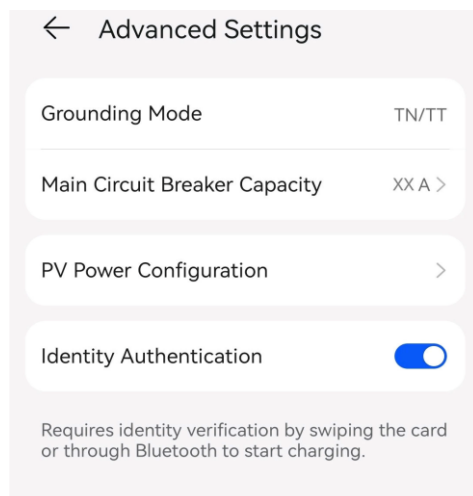 Advanced Settings
Grounding Mode TN/TT
Main Circuit Breaker Capacity XX A
PV Power Configuration
Identity Authentication
Requires identity verification by swiping the card
or through Bluetooth to start charging.